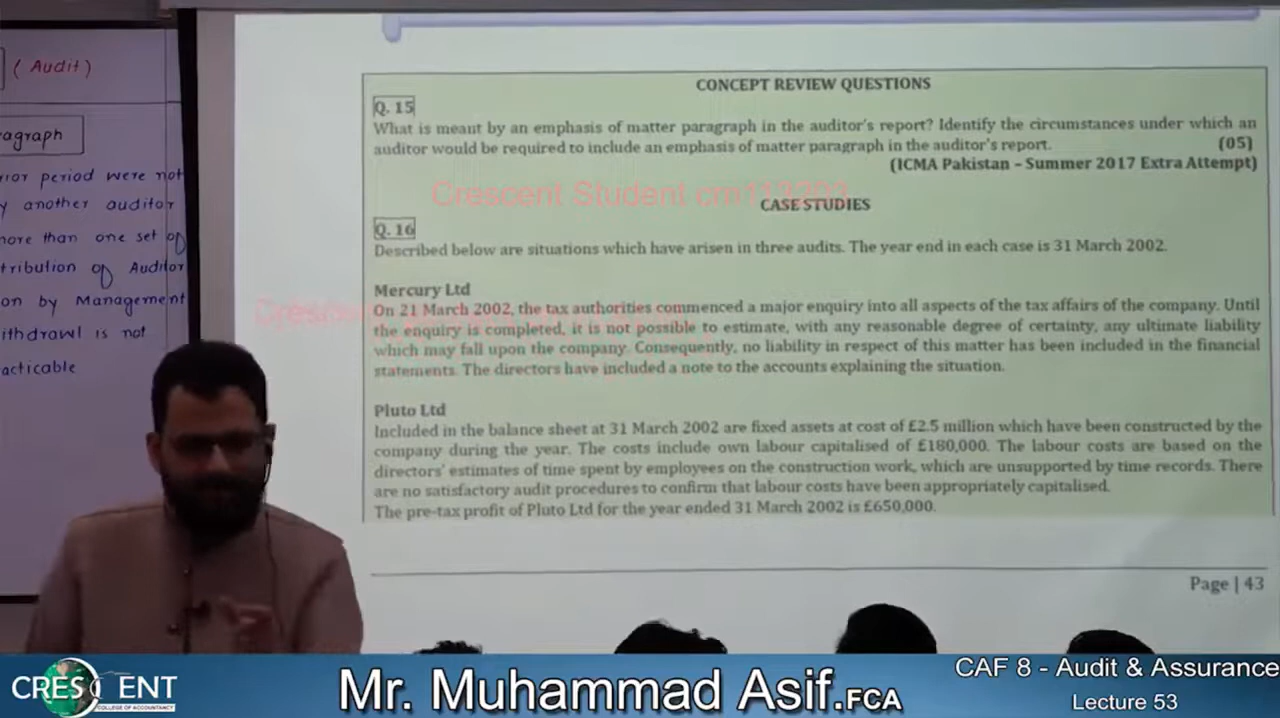 ( Audit )
ragraph
rior period were not
y another auditor
nore than one set of
tribution of Auditor
on by Management
ithdrawl is not
acticable
CONCEPT REVIEW QUESTIONS
Q. 15
What is meant by an emphasis of matter paragraph in the auditor's report? Identify the circumstances under which an
auditor would be required to include an emphasis of matter paragraph in the auditor's report. (05)
(ICMA Pakistan – Summer 2017 Extra Attempt)
Crescent Student
CASE STUDIES
Q. 16
Described below are situations which have arisen in three audits. The year end in each case is 31 March 2002.
Mercury Ltd
On 21 March 2002, the tax authorities commenced a major enquiry into all aspects of the tax affairs of the company. Until
the enquiry is completed, it is not possible to estimate, with any reasonable degree of certainty, any ultimate liability
which may fall upon the company. Consequently, no liability in respect of this matter has been included in the financial
statements. The directors have included a note to the accounts explaining the situation.
Pluto Ltd
Included in the balance sheet at 31 March 2002 are fixed assets at cost of £2.5 million which have been constructed by the
company during the year. The costs include own labour capitalised of £180,000. The labour costs are based on the
directors' estimates of time spent by employees on the construction work, which are unsupported by time records. There
are no satisfactory audit procedures to confirm that labour costs have been appropriately capitalised.
The pre-tax profit of Pluto Ltd for the year ended 31 March 2002 is £650,000.
Page | 43
CRESCENT
COLLEGE OF ACCOUNTANCY
Mr. Muhammad Asif.FCA
CAF 8 - Audit & Assurance
Lecture 53